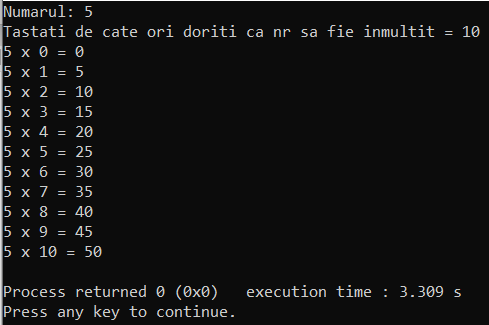 Numarul: 5
Tastati de cate ori doriti ca nr sa fie inmultit = 10
5 x 0 = 0
5 x 1 = 5
5 x 2 = 10
5 x 3 = 15
5 x 4 = 20
5 x 5 = 25
5 x 6 = 30
5 x 7 = 35
5 x 8 = 40
5 x 9 = 45
5 x 10 = 50
Process returned 0 (0x0)   execution time : 3.309 s
Press any key to continue.